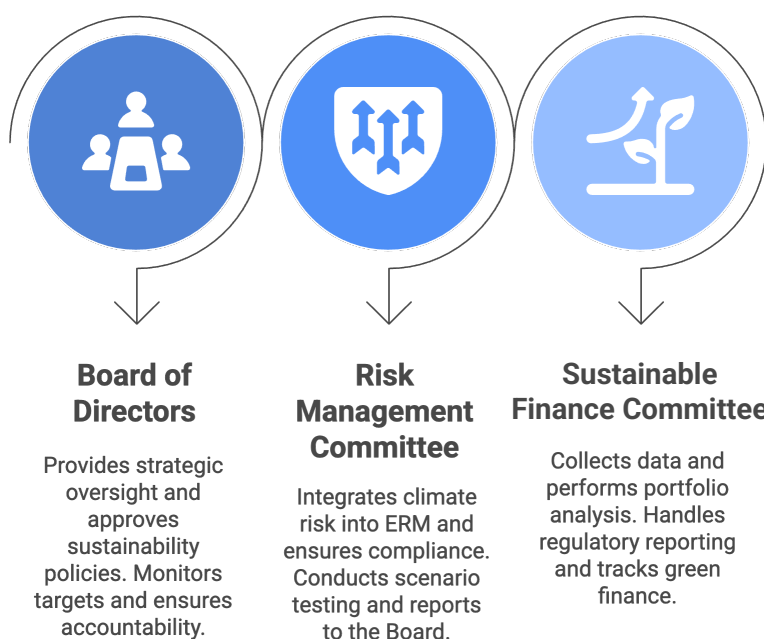 Board of
Directors
Provides strategic
oversight and
approves
sustainability
policies. Monitors
targets and ensures
accountability.
Risk
Management
Committee
Integrates climate
risk into ERM and
ensures compliance.
Conducts scenario
testing and reports
to the Board.
Sustainable
Finance Committee
Collects data and
performs portfolio
analysis. Handles
regulatory reporting
and tracks green
finance.